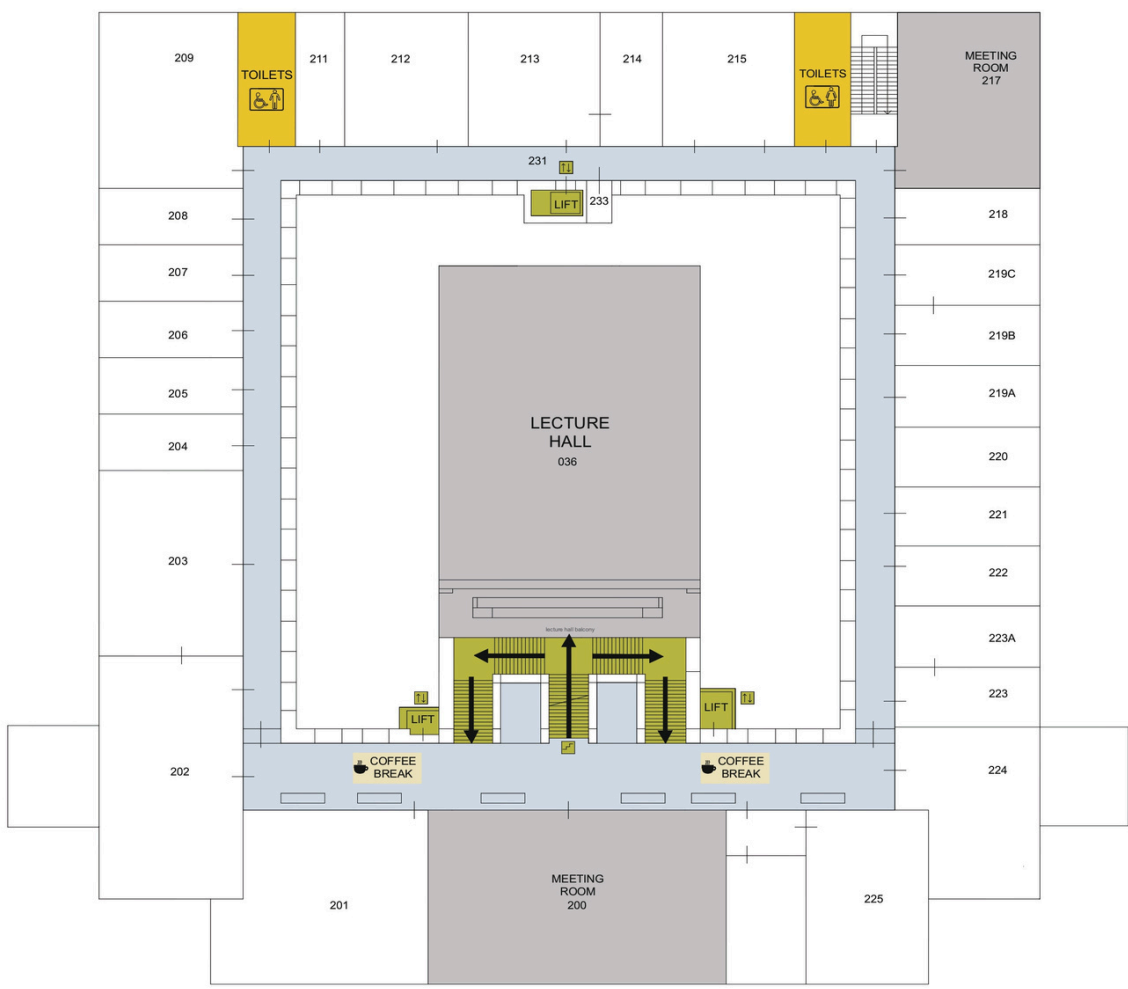 209
TOILETS
211
212
213
214
215
TOILETS
MEETING
ROOM
217
231
208
LIFT
233
218
207
219C
206
219B
205
219A
LECTURE
HALL
036
204
220
221
203
222
lecture hall balcony
223A
223
LIFT
LIFT
202
COFFEE
BREAK
COFFEE
BREAK
224
MEETING
ROOM
200
201
225